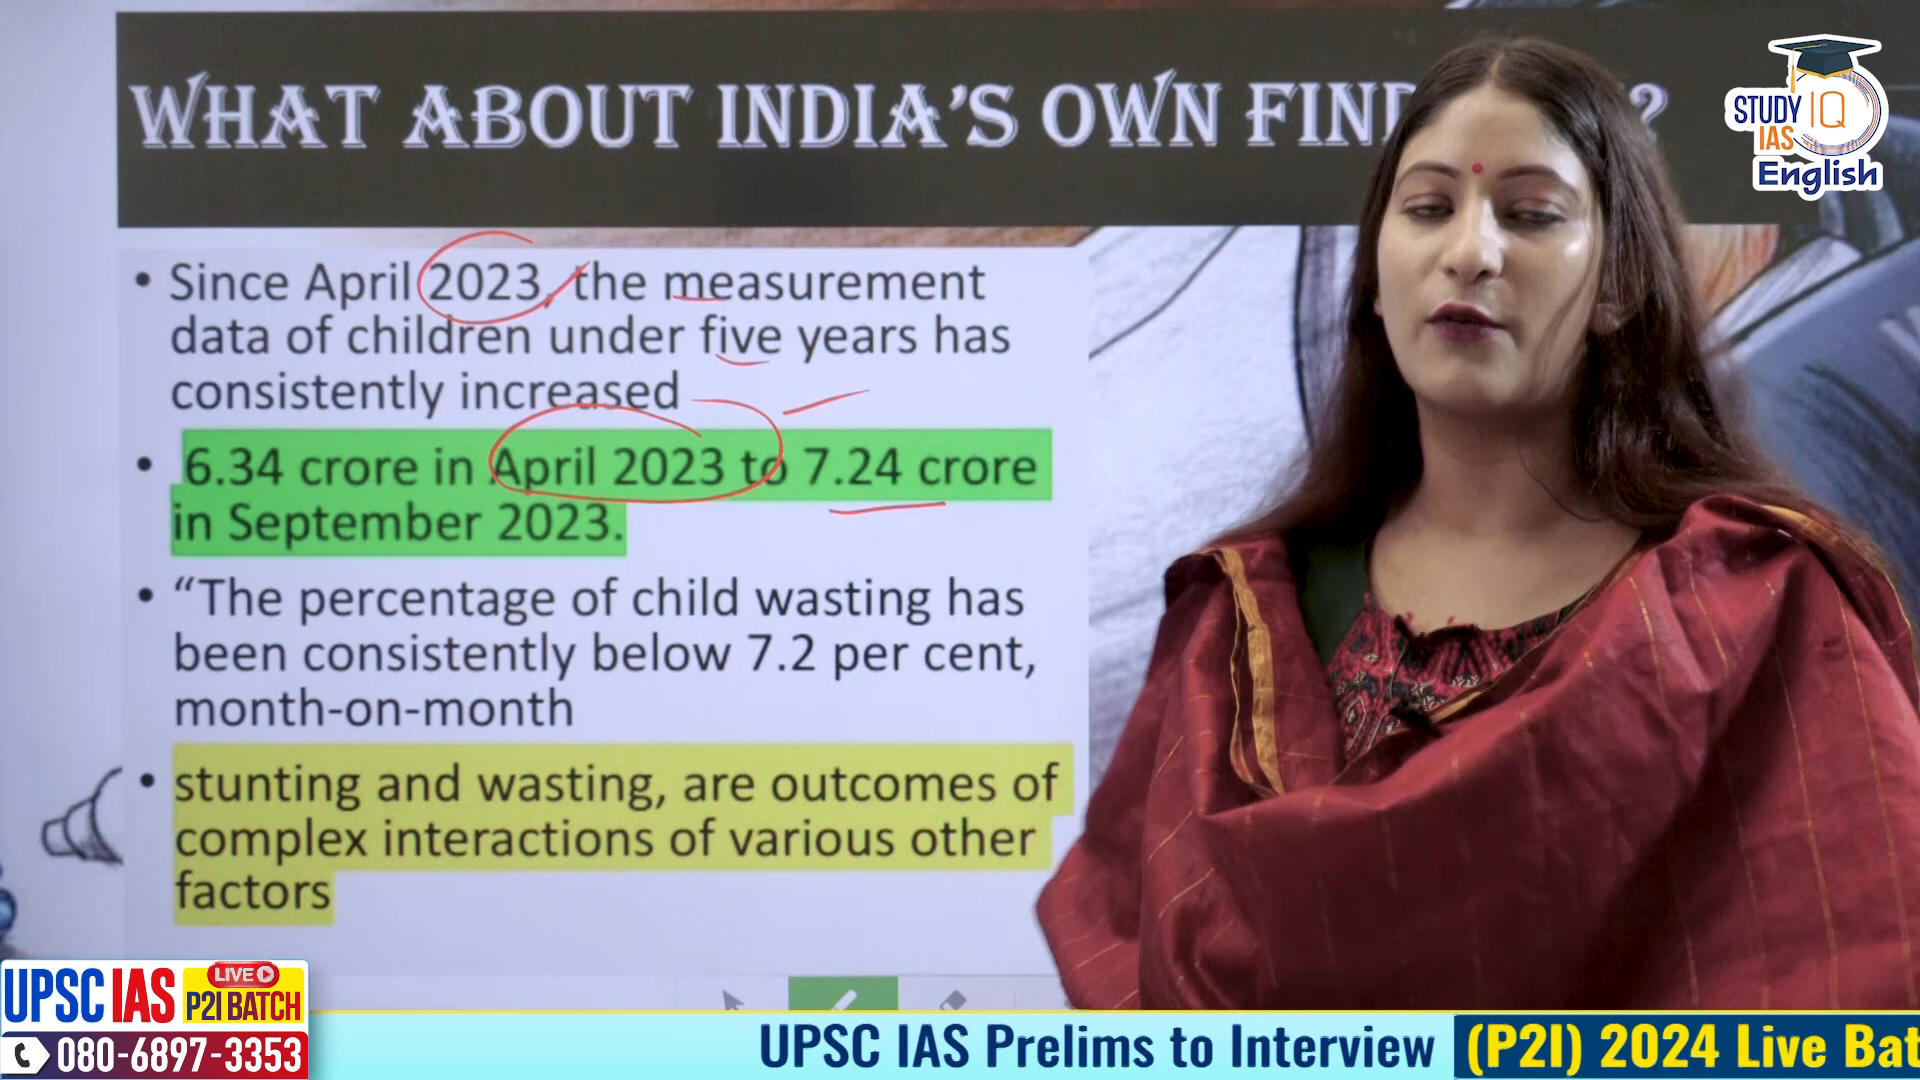 WHAT ABOUT INDIA'S OWN FIND ?
STUDY IQ
IAS
English
• Since April 2023, the measurement
data of children under five years has
consistently increased
• 6.34 crore in April 2023 to 7.24 crore
in September 2023.
• “The percentage of child wasting has
been consistently below 7.2 per cent,
month-on-month
• stunting and wasting, are outcomes of
complex interactions of various other
factors
UPSC IAS LIVE P2I BATCH
080-6897-3353
UPSC IAS Prelims to Interview (P2I) 2024 Live Bat